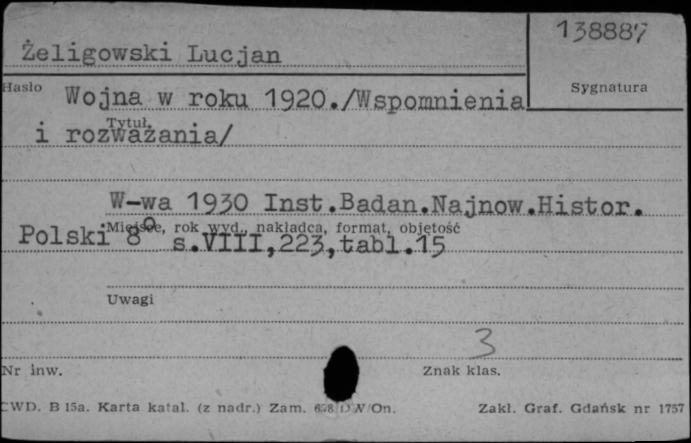 138887
Żeligowski Lucjan
Hasło
Sygnatura
Wojna w roku 1920./Wspomnienia
Tytuł
i rozważania/
W-wa 1930 Inst.Badan.Najnow.Histor.
Miejsce, rok wyd., nakładca, format, objętość
Polski 8° s.VIII,223,tabl.15
Uwagi
3
Nr inw.
Znak klas.
CWD. B 15a. Karta katal. (z nadr.) Zam. Zakł. Graf. Gdańsk nr 1757